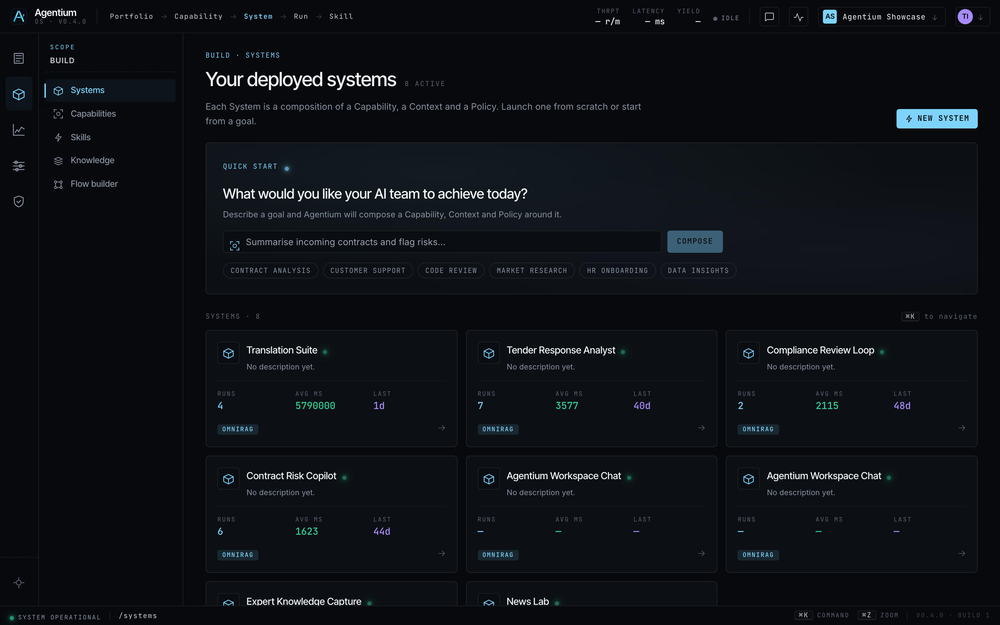 Agentium
OS · V0.4.0
Portfolio → Capability → System → Run → Skill
THRPT
— r/m
LATENCY
— ms
YIELD
—
IDLE
AS Agentium Showcase ↓
TI ↓
SCOPE
BUILD
Systems
Capabilities
Skills
Knowledge
Flow builder
BUILD · SYSTEMS
Your deployed systems 8 ACTIVE
Each System is a composition of a Capability, a Context and a Policy. Launch one from scratch or start
from a goal.
NEW SYSTEM
QUICK START
What would you like your AI team to achieve today?
Describe a goal and Agentium will compose a Capability, Context and Policy around it.
Summarise incoming contracts and flag risks...
COMPOSE
CONTRACT ANALYSIS
CUSTOMER SUPPORT
CODE REVIEW
MARKET RESEARCH
HR ONBOARDING
DATA INSIGHTS
SYSTEMS · 8
⌘K to navigate
Translation Suite
No description yet.
RUNS AVG MS LAST
4 5790000 1d
OMNIRAG →
Tender Response Analyst
No description yet.
RUNS AVG MS LAST
7 3577 40d
OMNIRAG →
Compliance Review Loop
No description yet.
RUNS AVG MS LAST
2 2115 48d
OMNIRAG →
Contract Risk Copilot
No description yet.
RUNS AVG MS LAST
6 1623 44d
OMNIRAG →
Agentium Workspace Chat
No description yet.
RUNS AVG MS LAST
— — —
OMNIRAG →
Agentium Workspace Chat
No description yet.
RUNS AVG MS LAST
— — —
OMNIRAG →
Expert Knowledge Capture
News Lab
SYSTEM OPERATIONAL
/systems
⌘K COMMAND
⌘Z ZOOM
V0.4.0 · BUILD 1